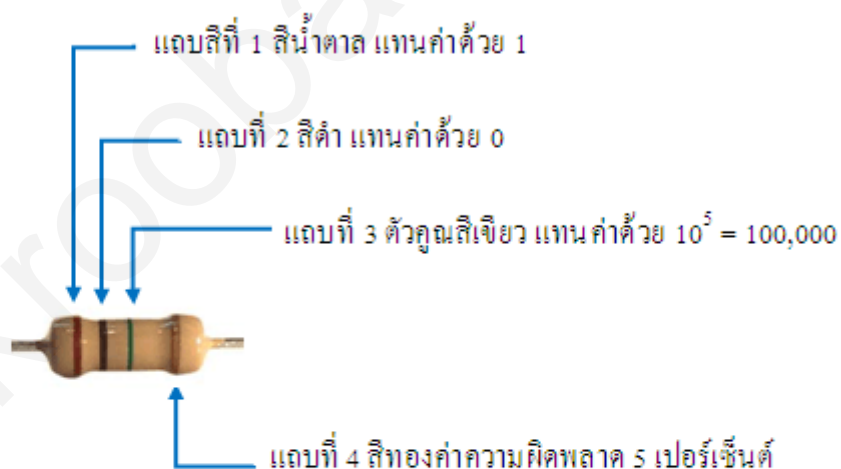 แถบสีที่ 1 สีน้ำตาล แทนค่าด้วย 1
แถบที่ 2 สีดำ แทนค่าด้วย 0
แถบที่ 3 ตัวคูณสีเขียว แทนค่าด้วย 10⁵ = 100,000
แถบที่ 4 สีทองค่าความผิดพลาด 5 เปอร์เซ็นต์